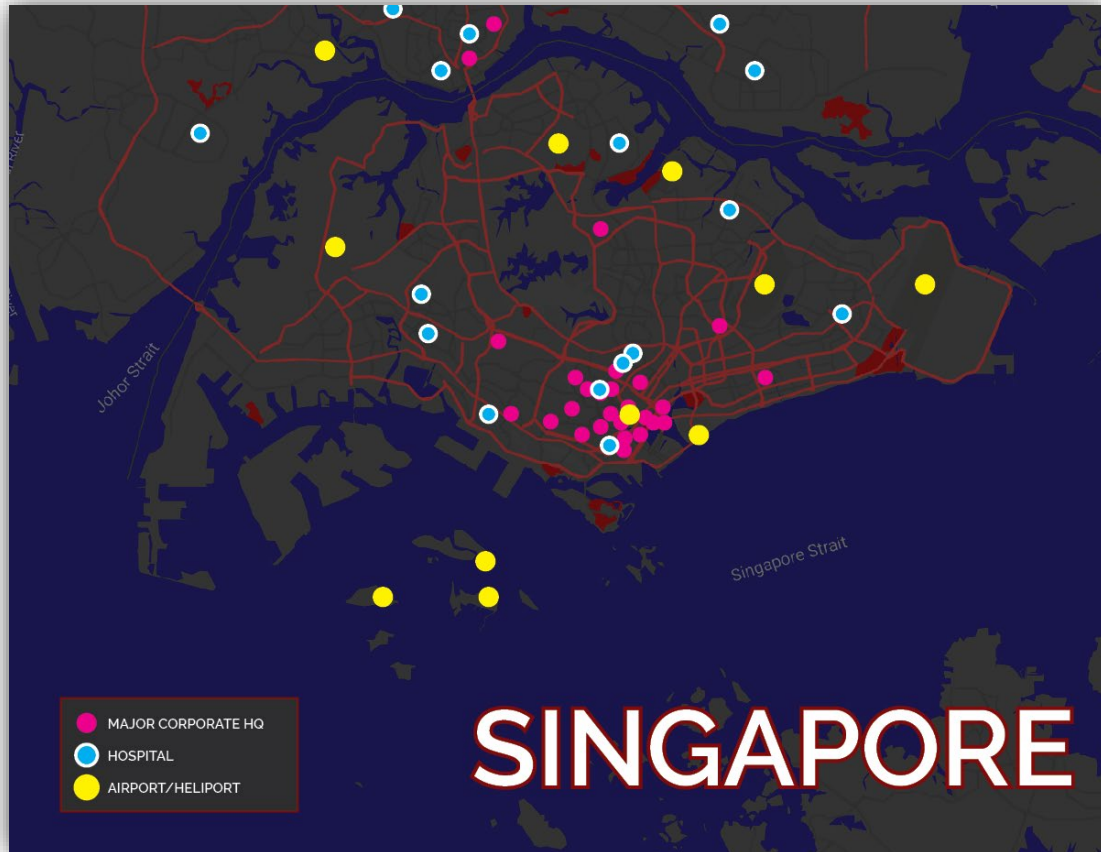 Johor Strait
Singapore Strait
MAJOR CORPORATE HQ
HOSPITAL
AIRPORT/HELIPORT
SINGAPORE